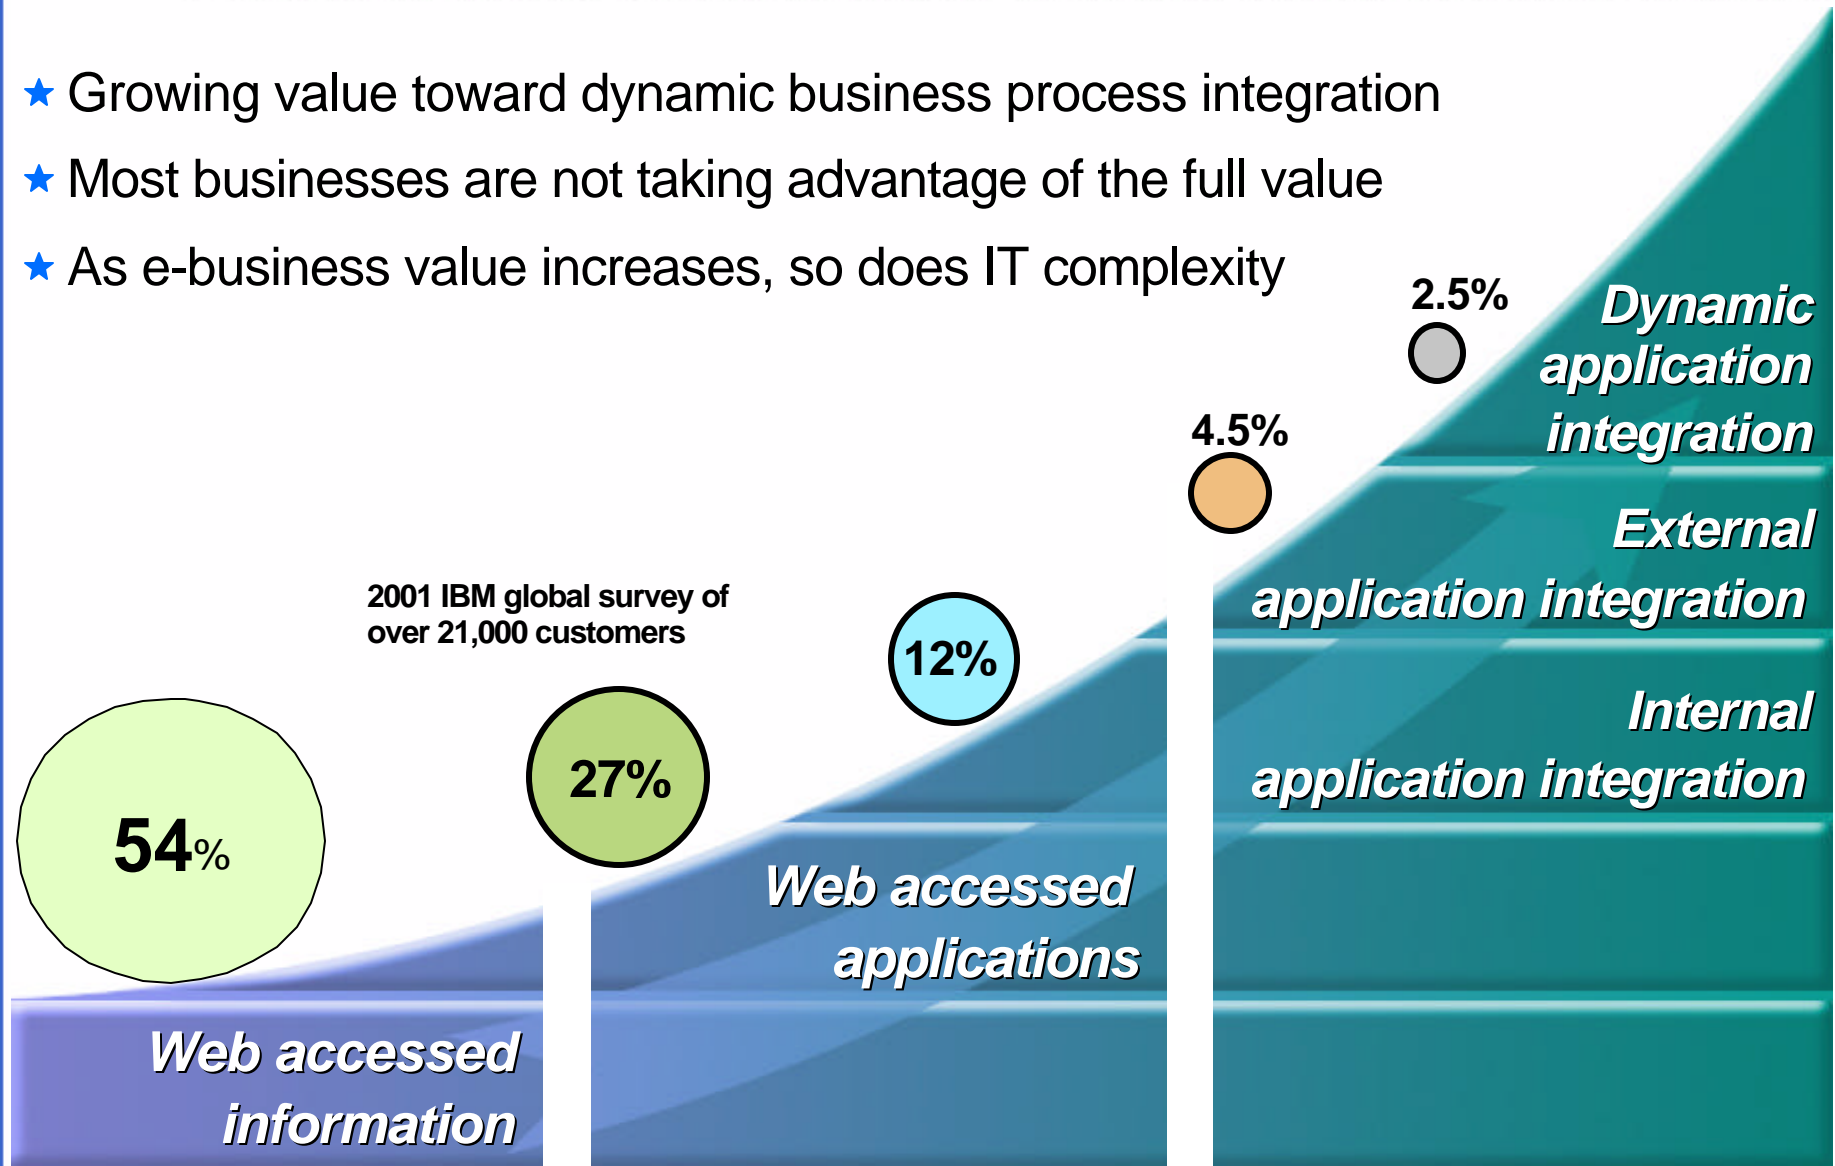 Growing value toward dynamic business process integration
Most businesses are not taking advantage of the full value
As e-business value increases, so does IT complexity
2.5%
Dynamic
application
integration
4.5%
External
application integration
2001 IBM global survey of
over 21,000 customers
12%
Internal
application integration
27%
54%
Web accessed
applications
Web accessed
information